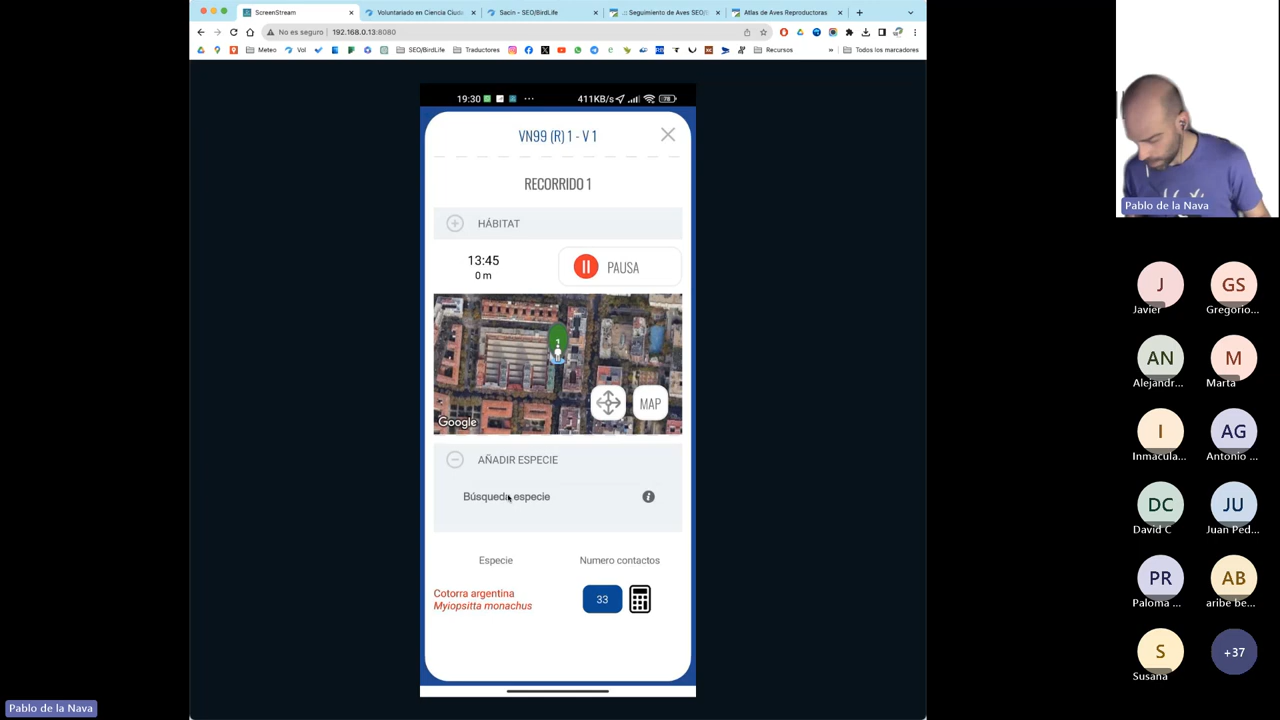 ScreenStream
Voluntariado en Ciencia Ciuda
Sacin - SEO/BirdLife
.:: Seguimiento de Aves SEO/
Atlas de Aves Reproductoras
No es seguro
192.168.0.13:8080
Meteo
Vol
SEO/BirdLife
Traductores
Recursos
»
Todos los marcadores
19:30
...
411KB/s
78
VN99 (R) 1 - V 1
RECORRIDO 1
HÁBITAT
13:45
0 m
PAUSA
1
MAP
Google
AÑADIR ESPECIE
Búsqueda especie
Especie
Numero contactos
Cotorra argentina
33
Myiopsitta monachus
Pablo de la Nava
J
GS
Javier
Gregorio...
AN
M
Alejandr...
Marta
I
AG
Inmacula...
Antonio ...
DC
JU
David C
Juan Ped...
PR
AB
Paloma ...
aribe be...
S
+37
Susana
Pablo de la Nava